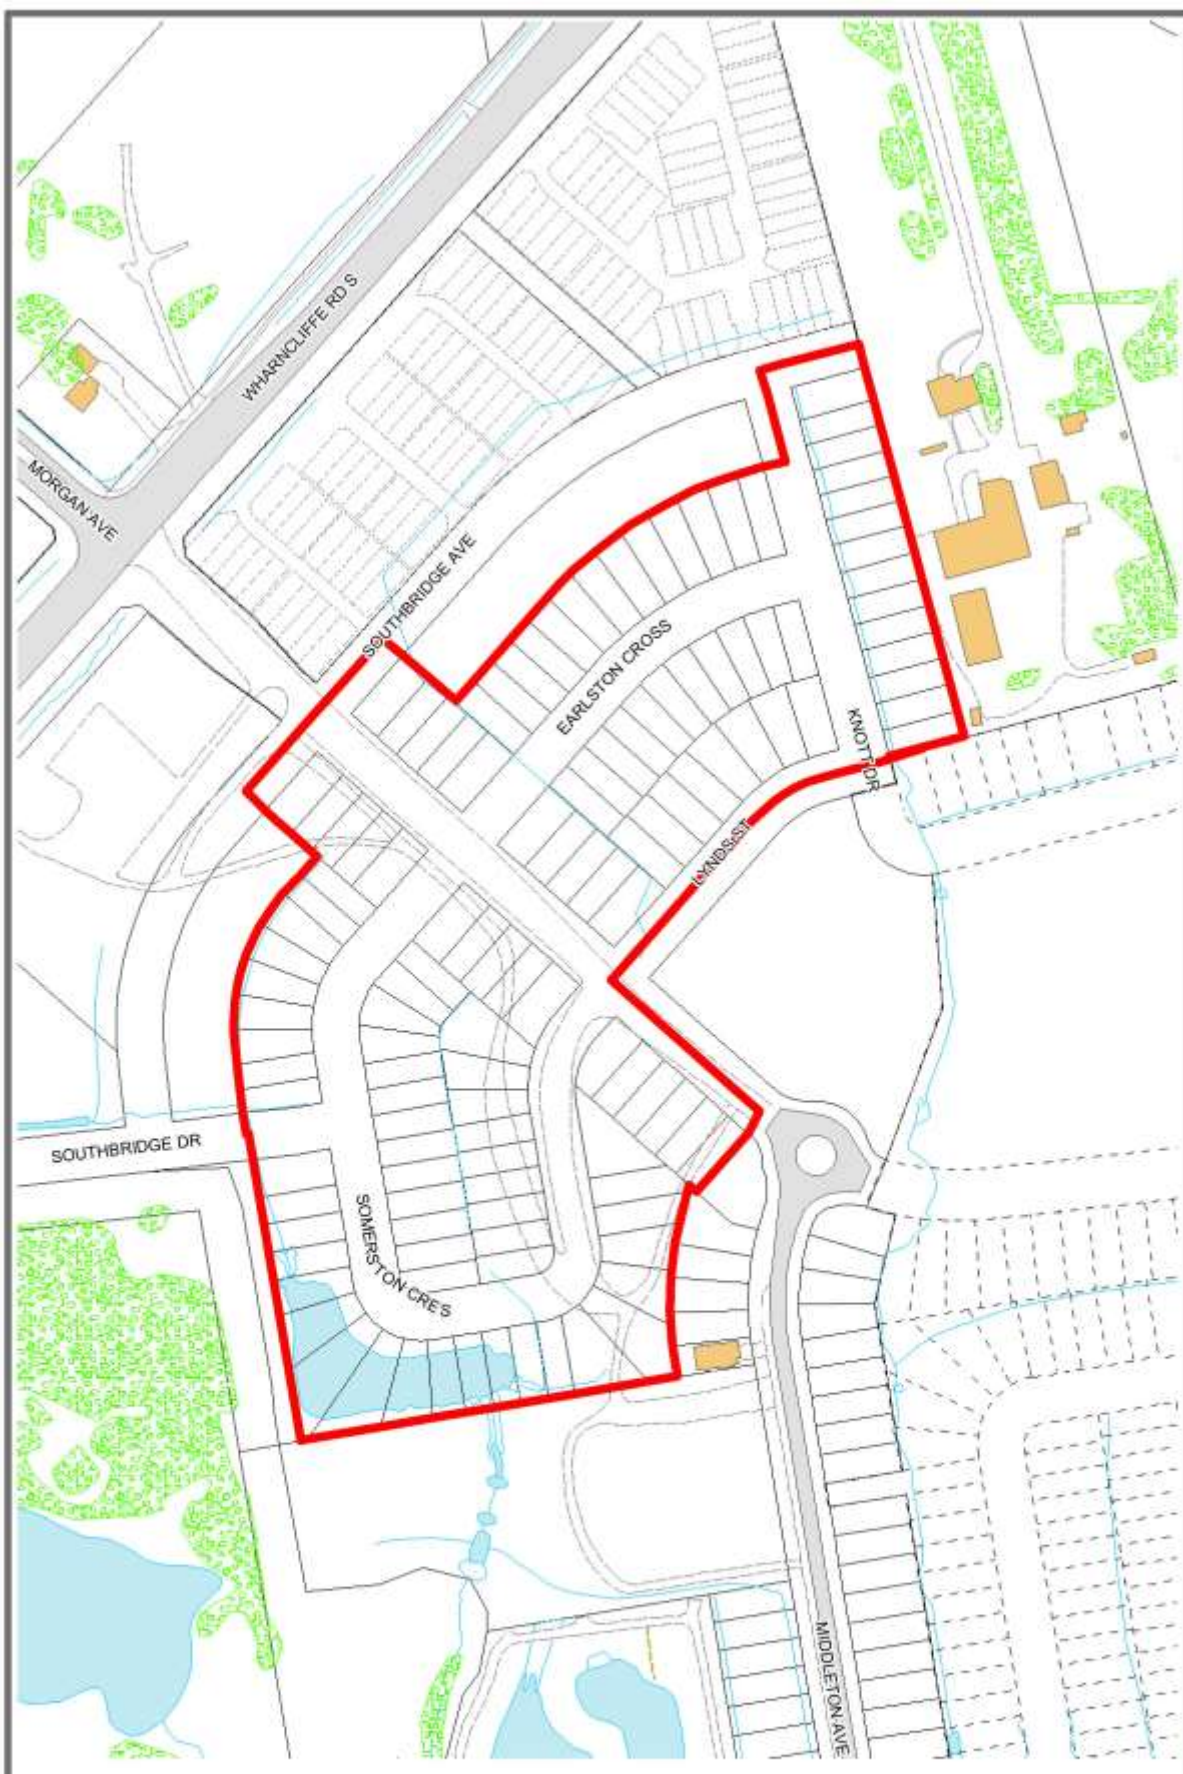 WHARNCLIFFE RD S
MORGAN AVE
SOUTHBRIDGE AVE
EARLSTON CROSS
KNOTT DR
LYNDS ST
SOUTHBRIDGE DR
SOMERSTON CRES
MIDDLETON AVE